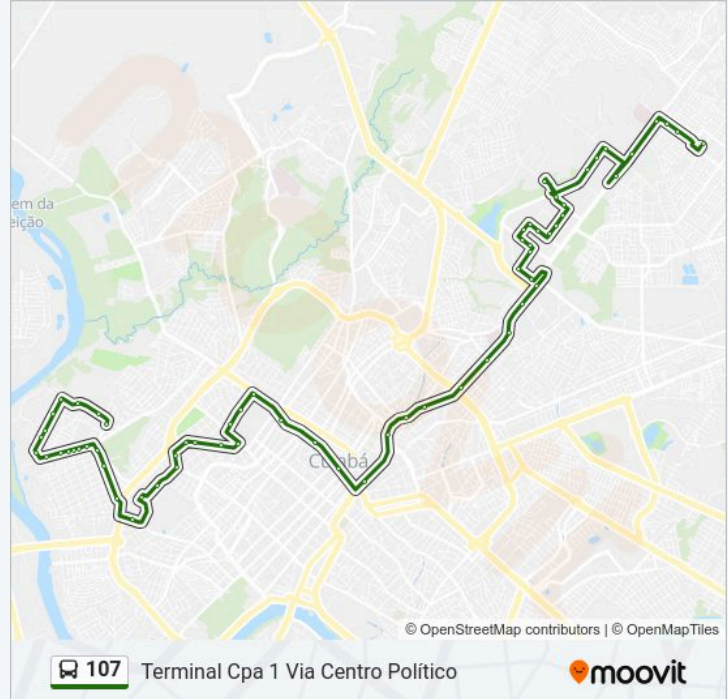 em da
eição
Cuiabá
© OpenStreetMap contributors | © OpenMapTiles
107
Terminal Cpa 1 Via Centro Político
moovit